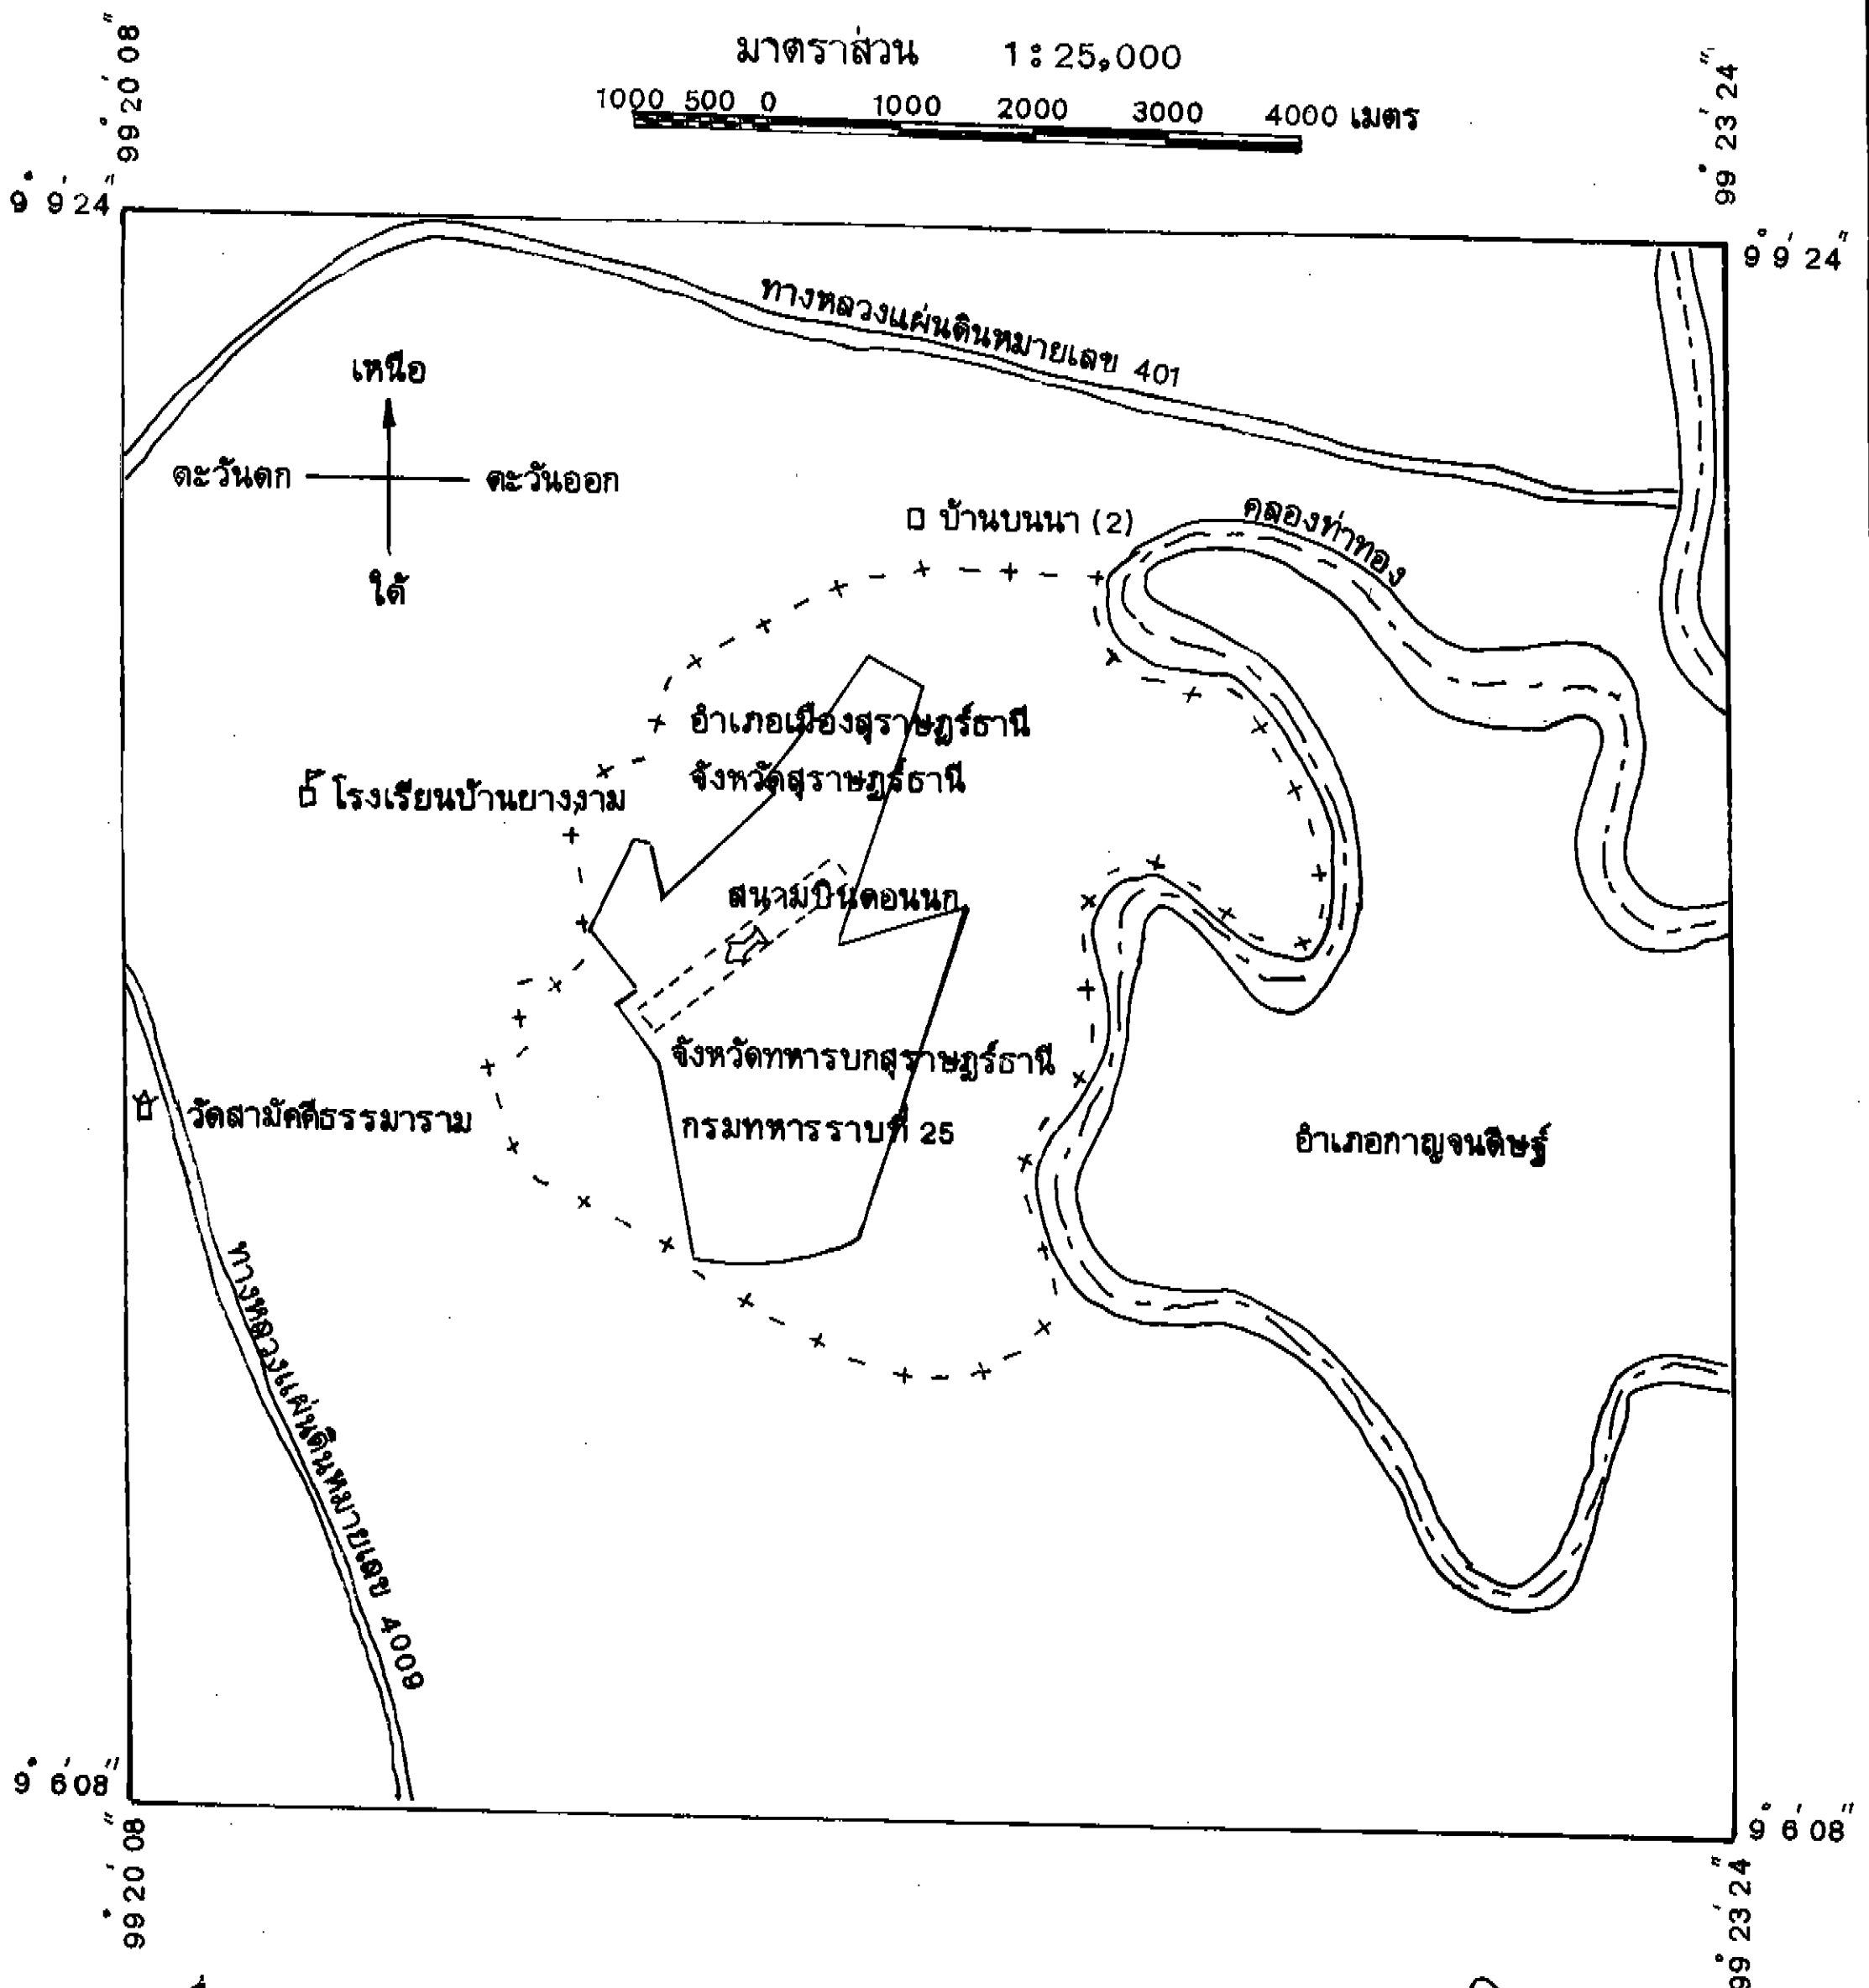 มาตราส่วน 1:25,000
1000 500 0 1000 2000 3000 4000 เมตร
99° 20' 08"
99° 23' 24"
9° 9' 24"
9° 9' 24"
ทางหลวงแผ่นดินหมายเลข 401
เหนือ
ตะวันตก ตะวันออก
ใต้
บ้านบนนา (2)
คลองท่าทอง
อำเภอเมืองสุราษฎร์ธานี
จังหวัดสุราษฎร์ธานี
โรงเรียนบ้านยางงาม
สนามบินดอนนก
จังหวัดทหารบกสุราษฎร์ธานี
วัดสามัคคีธรรมาราม
กรมทหารราบที่ 25
อำเภอกาญจนดิษฐ์
ทางหลวงแผ่นดินหมายเลข 4009
9° 6' 08"
9° 6' 08"
99° 20' 08"
99° 23' 24"